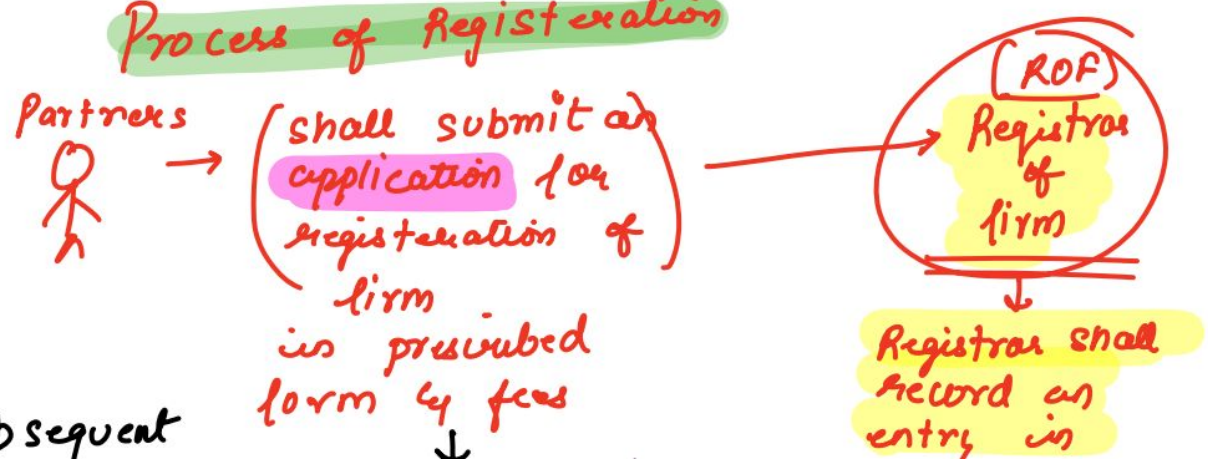 Process of Registeration
Partners
(shall submit an
application for
registeration of
firm)
in prescribed
form & fees
(ROF)
Registrar
of
firm
Registrar shall
record an
entry in
sequent